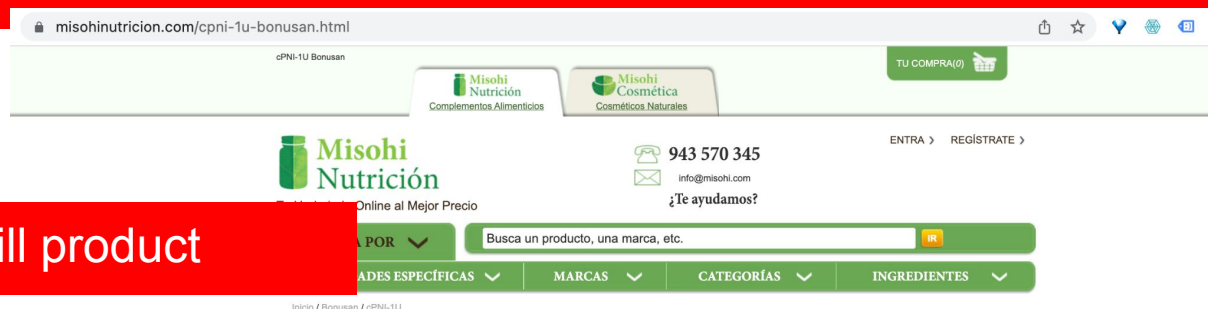 misohinutricion.com/cpni-1u-bonusan.html
cPNI-1U Bonusan
TU COMPRA(0)
Misohi
Nutrición
Complementos Alimenticios
Misohi
Cosmética
Cosméticos Naturales
ENTRA
REGÍSTRATE
Misohi
Nutrición
Online al Mejor Precio
943 570 345
info@misohi.com
¿Te ayudamos?
ill product
POR
Busca un producto, una marca, etc.
IR
ADES ESPECÍFICAS
MARCAS
CATEGORÍAS
INGREDIENTES
Inicio / Bonusan / cPNI-1U